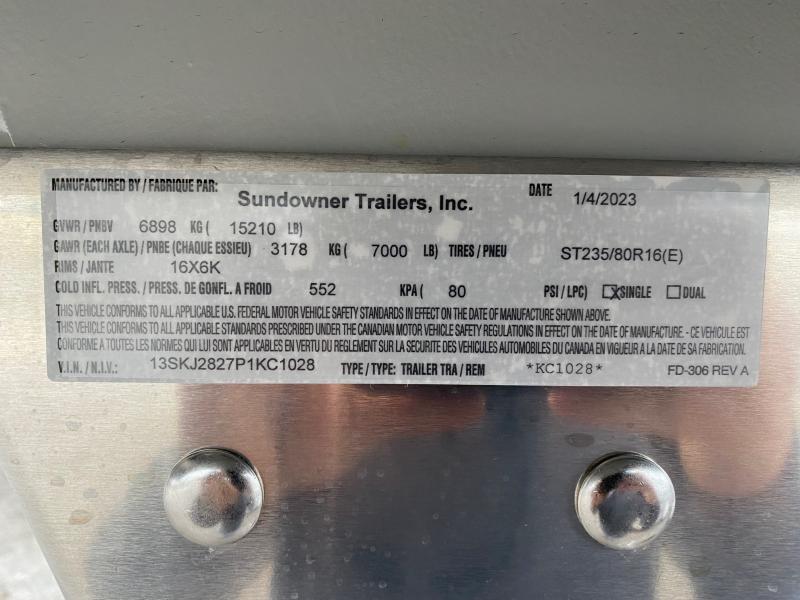 MANUFACTURED BY / FABRIQUE PAR: Sundowner Trailers, Inc. DATE 1/4/2023
GVWR / PNBV 6898 KG ( 15210 LB)
GAWR (EACH AXLE) / PNBE (CHAQUE ESSIEU) 3178 KG ( 7000 LB) TIRES / PNEU ST235/80R16(E)
RIMS / JANTE 16X6K
COLD INFL. PRESS. / PRESS. DE GONFL. A FROID 552 KPA ( 80 PSI / LPC) ☒SINGLE ☐DUAL
THIS VEHICLE CONFORMS TO ALL APPLICABLE U.S. FEDERAL MOTOR VEHICLE SAFETY STANDARDS IN EFFECT ON THE DATE OF MANUFACTURE SHOWN ABOVE.
THIS VEHICLE CONFORMS TO ALL APPLICABLE STANDARDS PRESCRIBED UNDER THE CANADIAN MOTOR VEHICLE SAFETY REGULATIONS IN EFFECT ON THE DATE OF MANUFACTURE. - CE VEHICULE EST
CONFORME A TOUTES LES NORMES QUI LUI SONT APPLICABLES EN VERTU DU REGLEMENT SUR LA SECURITE DES VEHICULES AUTOMOBILES DU CANADA EN VIGUEUR A LA DATE DE SA FABRICATION.
V.I.N. / N.I.V.: 13SKJ2827P1KC1028 TYPE / TYPE: TRAILER TRA / REM *KC1028* FD-306 REV A